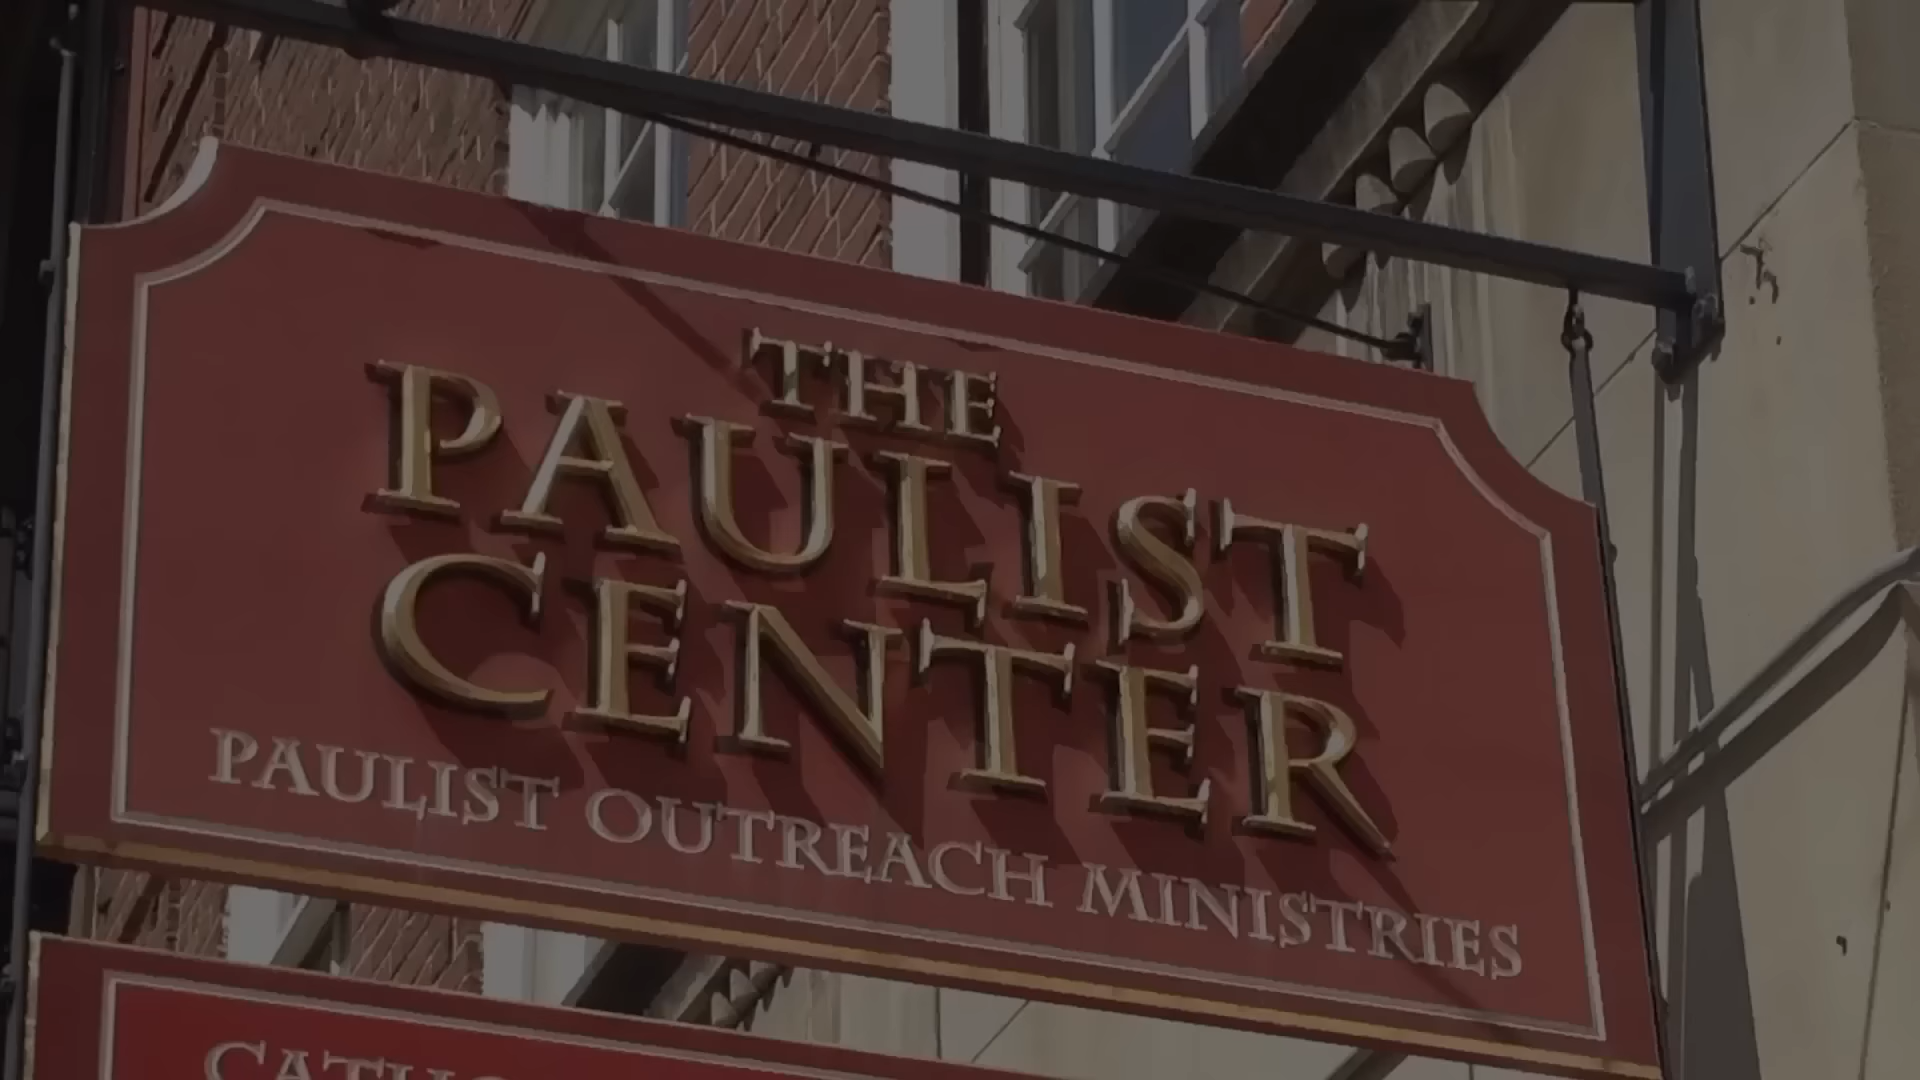 THE
PAULIST
CENTER
PAULIST OUTREACH MINISTRIES